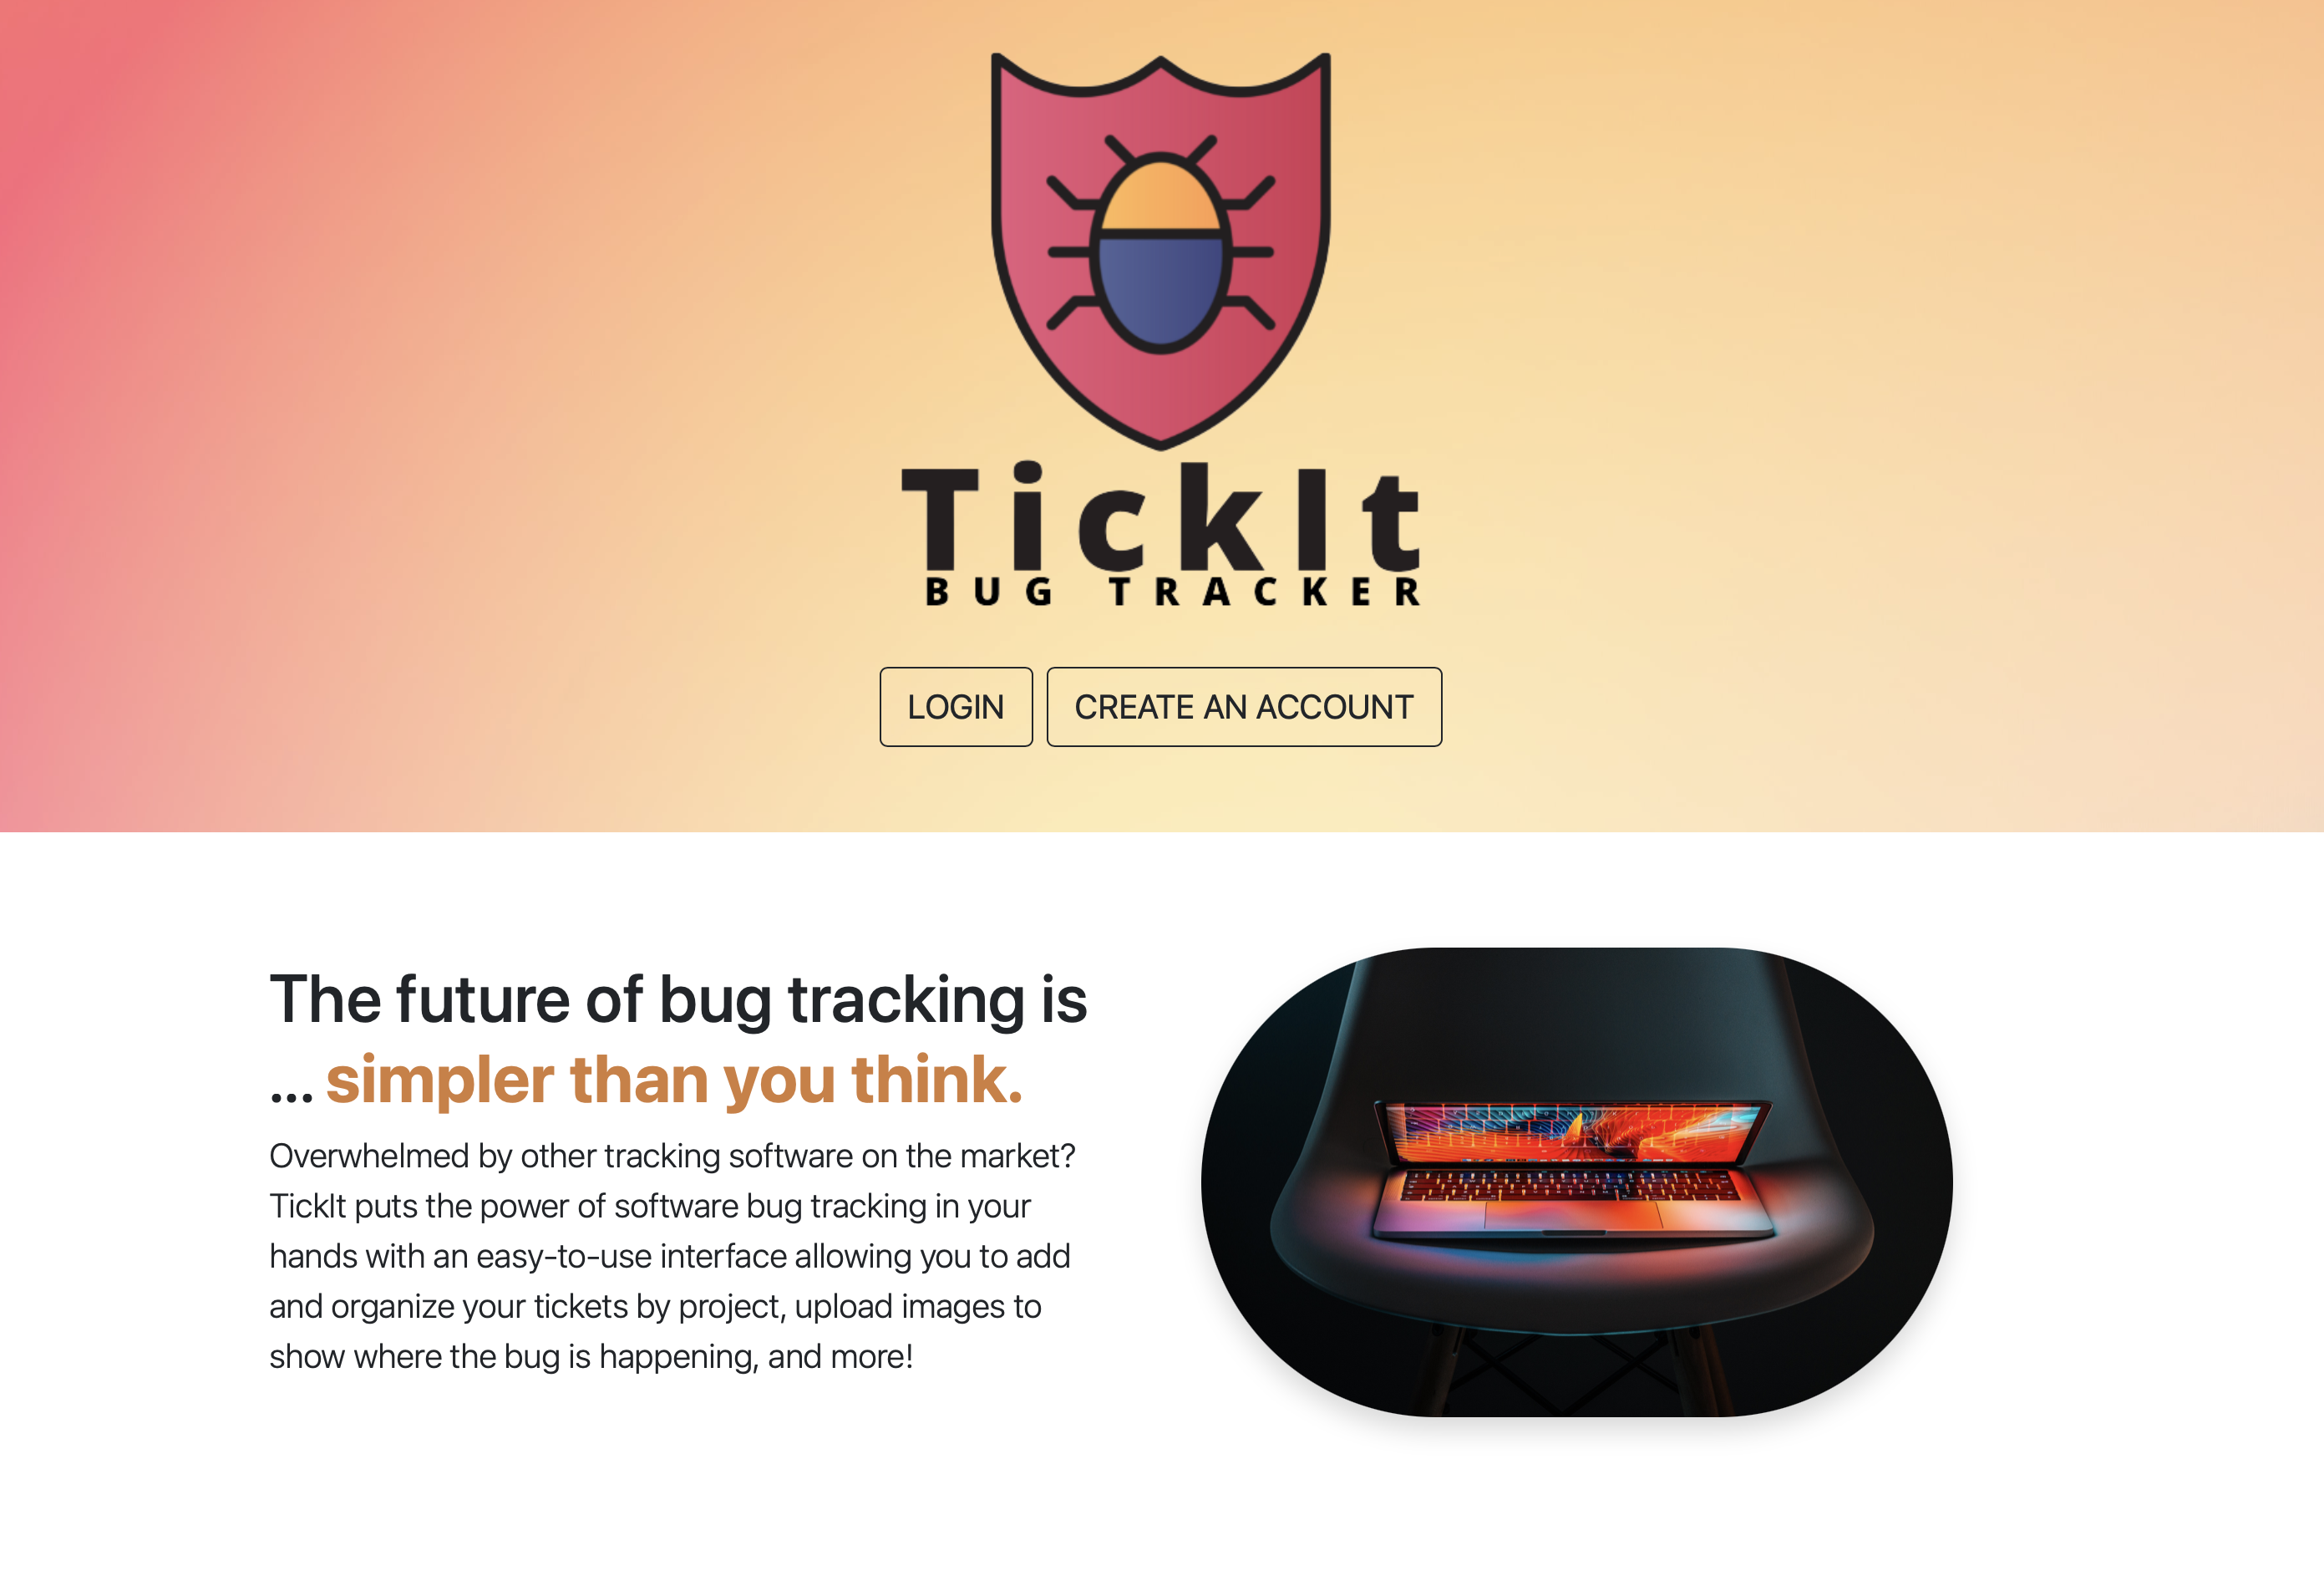 TickIt
BUG TRACKER
LOGIN
CREATE AN ACCOUNT
The future of bug tracking is
... simpler than you think.
Overwhelmed by other tracking software on the market?
TickIt puts the power of software bug tracking in your
hands with an easy-to-use interface allowing you to add
and organize your tickets by project, upload images to
show where the bug is happening, and more!